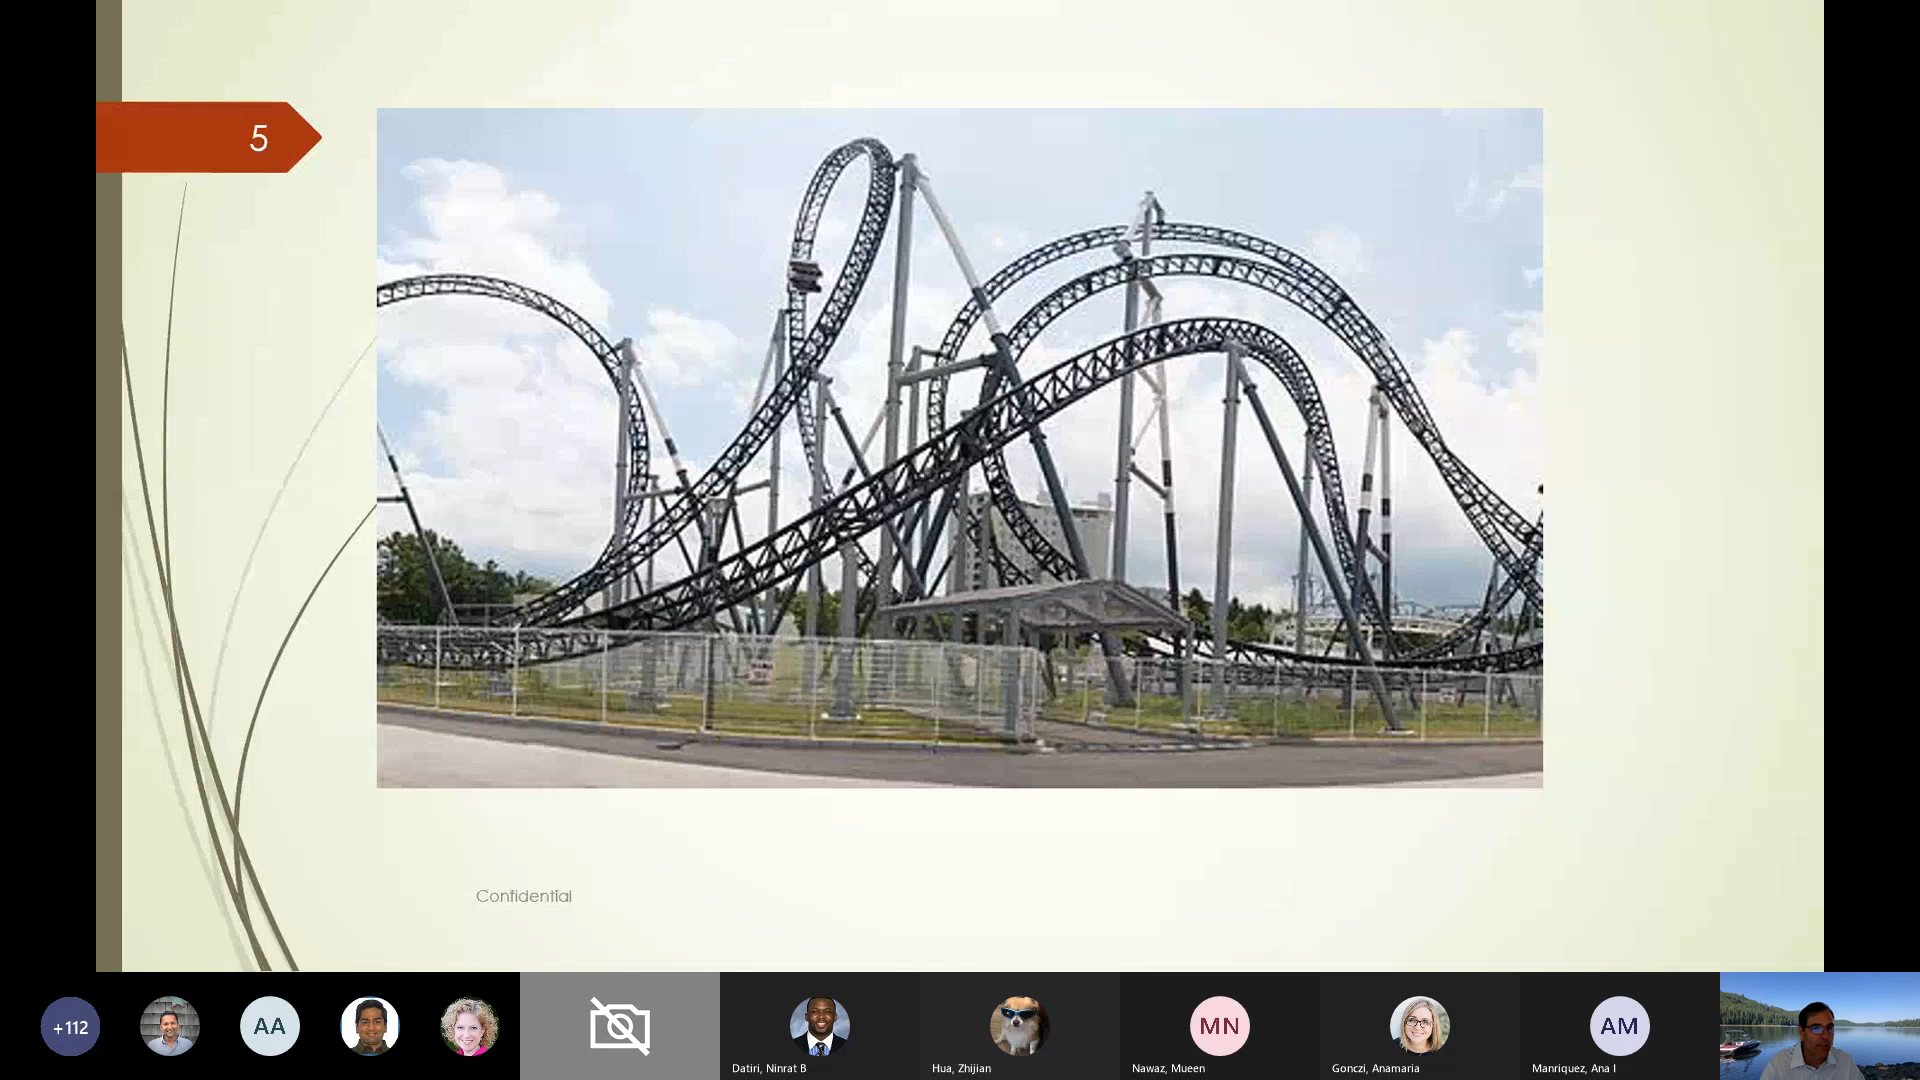 5
Confidential
+112
AA
MN
AM
Datiri, Ninrat B
Hua, Zhijian
Nawaz, Mueen
Gonczi, Anamaria
Manriquez, Ana I